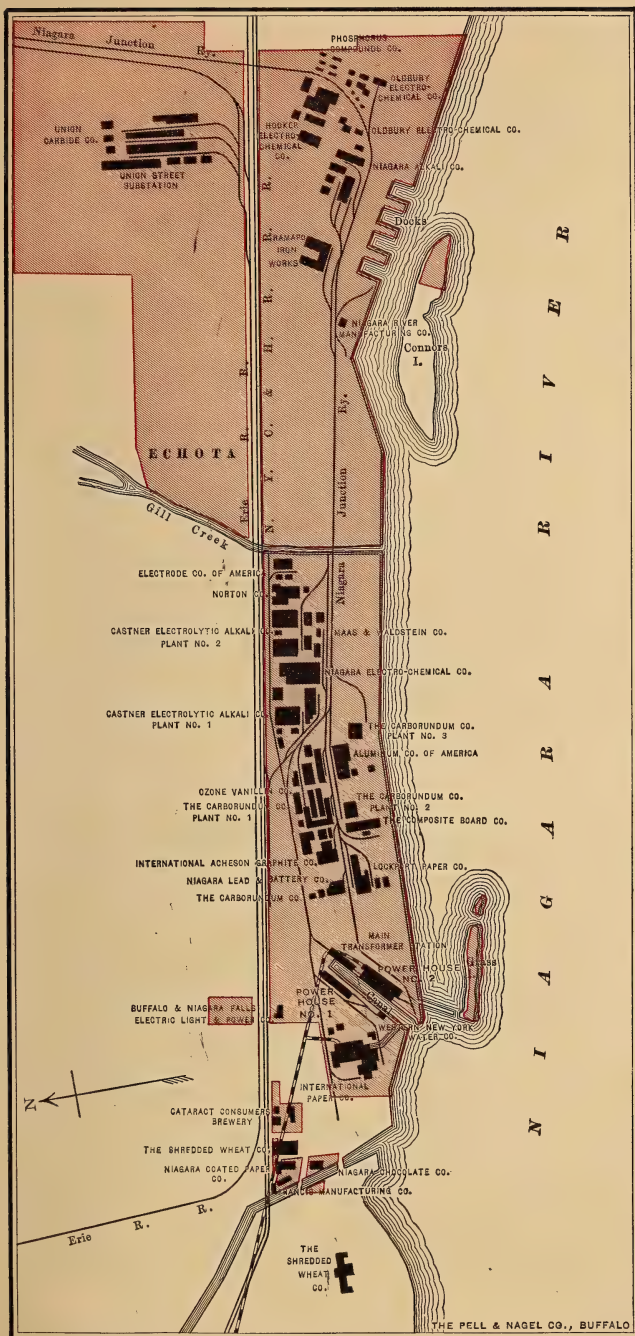 Niagara
Junction
Ry.
PHOSPHORUS
COMPOUNDS CO.
OLDBURY
ELECTRO-
CHEMICAL CO.
UNION
CARBIDE CO.
HOOKER
ELECTRO-
CHEMICAL
CO.
OLDBURY ELECTRO-CHEMICAL CO.
NIAGARA ALKALI CO.
UNION STREET
SUBSTATION
Docks
RAMAPO
IRON
WORKS
NIAGARA RIVER
MANUFACTURING CO.
Connors
I.
ECHOTA
Erie R. R.
N. Y. C. & H. R. R. R.
Niagara Junction Ry.
Gill Creek
NIAGARA RIVER
ELECTRODE CO. OF AMERICA
NORTON CO.
CASTNER ELECTROLYTIC ALKALI CO.
PLANT NO. 2
MAAS & WALDSTEIN CO.
NIAGARA ELECTRO-CHEMICAL CO.
CASTNER ELECTROLYTIC ALKALI CO.
PLANT NO. 1
THE CARBORUNDUM CO.
PLANT NO. 3
ALUMINUM CO. OF AMERICA
OZONE VANILLIN CO.
THE CARBORUNDUM CO.
PLANT NO. 1
THE CARBORUNDUM CO.
PLANT NO. 2
THE COMPOSITE BOARD CO.
INTERNATIONAL ACHESON GRAPHITE CO.
LOCKPORT PAPER CO.
NIAGARA LEAD & BATTERY CO.
THE CARBORUNDUM CO.
MAIN
TRANSFORMER STATION
POWER HOUSE
NO. 2
Grass
I.
Canal
POWER
HOUSE
NO. 1
BUFFALO & NIAGARA FALLS
ELECTRIC LIGHT & POWER CO.
WESTERN NEW YORK
WATER CO.
N
INTERNATIONAL
PAPER CO.
CATARACT CONSUMERS
BREWERY
THE SHREDDED WHEAT CO.
NIAGARA COATED PAPER
CO.
NIAGARA CHOCOLATE CO.
FRANCIS MANUFACTURING CO.
Erie R. R.
THE
SHREDDED
WHEAT
CO.
THE PELL & NAGEL CO., BUFFALO